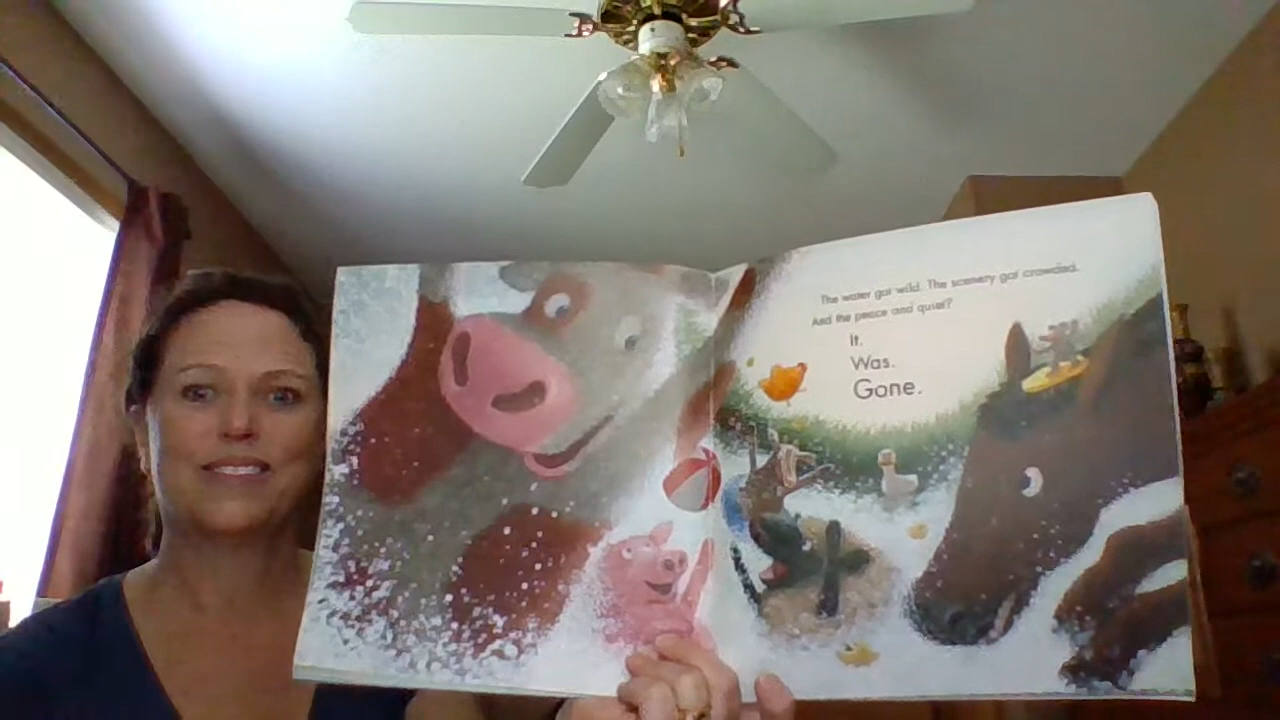 The water got wild. The scenery got crowded.
And the peace and quiet?
It.
Was.
Gone.